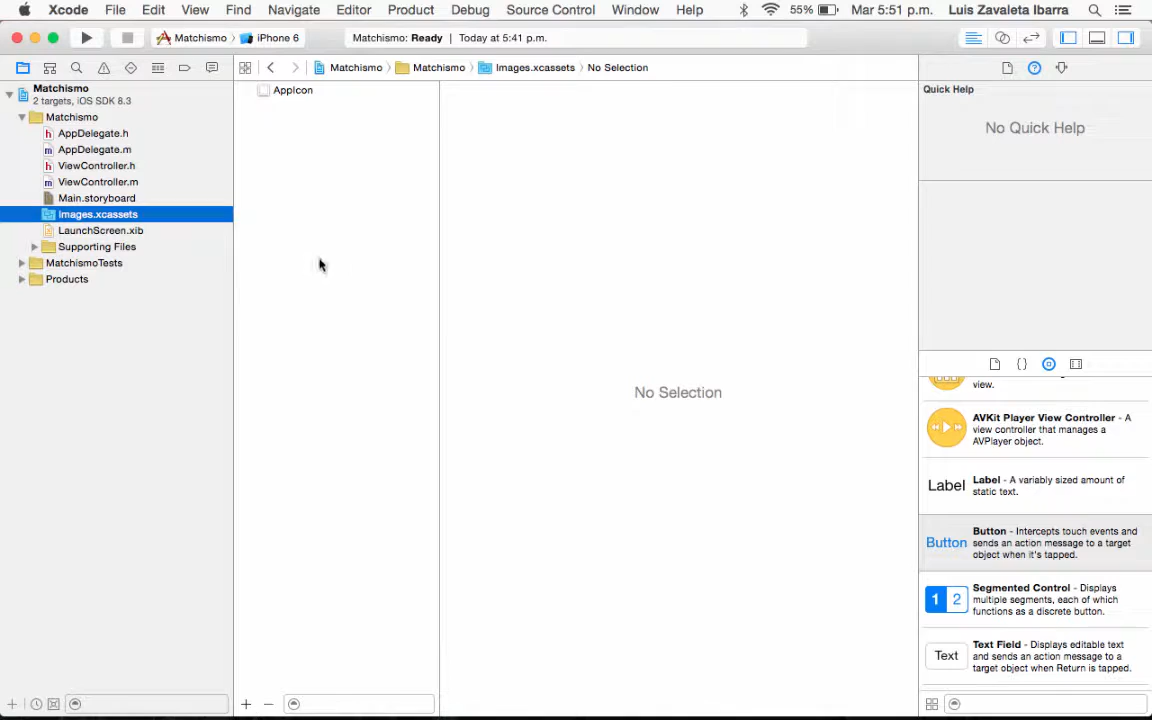 Xcode File Edit View Find Navigate Editor Product Debug Source Control Window Help 55% Mar 5:51 p.m. Luis Zavaleta Ibarra
Matchismo iPhone 6 Matchismo: Ready | Today at 5:41 p.m.
Matchismo Matchismo Images.xcassets No Selection
Matchismo
2 targets, iOS SDK 8.3
Matchismo
AppDelegate.h
AppDelegate.m
ViewController.h
ViewController.m
Main.storyboard
Images.xcassets
LaunchScreen.xib
Supporting Files
MatchismoTests
Products
AppIcon
No Selection
Quick Help
No Quick Help
view.
AVKit Player View Controller - A
view controller that manages a
AVPlayer object.
Label
Label - A variably sized amount of
static text.
Button
Button - Intercepts touch events and
sends an action message to a target
object when it's tapped.
1 2
Segmented Control - Displays
multiple segments, each of which
functions as a discrete button.
Text
Text Field - Displays editable text
and sends an action message to a
target object when Return is tapped.